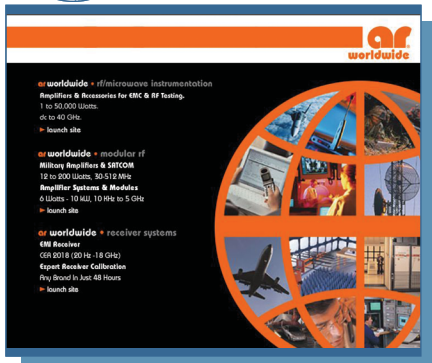 ar
worldwide
ar worldwide • rf/microwave instrumentation
Amplifiers & Accessories for EMC & RF Testing.
1 to 50,000 Watts.
dc to 40 GHz.
► launch site
ar worldwide • modular rf
Military Amplifiers & SATCOM
12 to 200 Watts, 30-512 MHz
Amplifier Systems & Modules
6 Watts - 10 kW, 10 KHz to 5 GHz
► launch site
ar worldwide • receiver systems
EMI Receiver
CER 2018 (20 Hz -18 GHz)
Expert Receiver Calibration
Any Brand In Just 48 Hours
► launch site